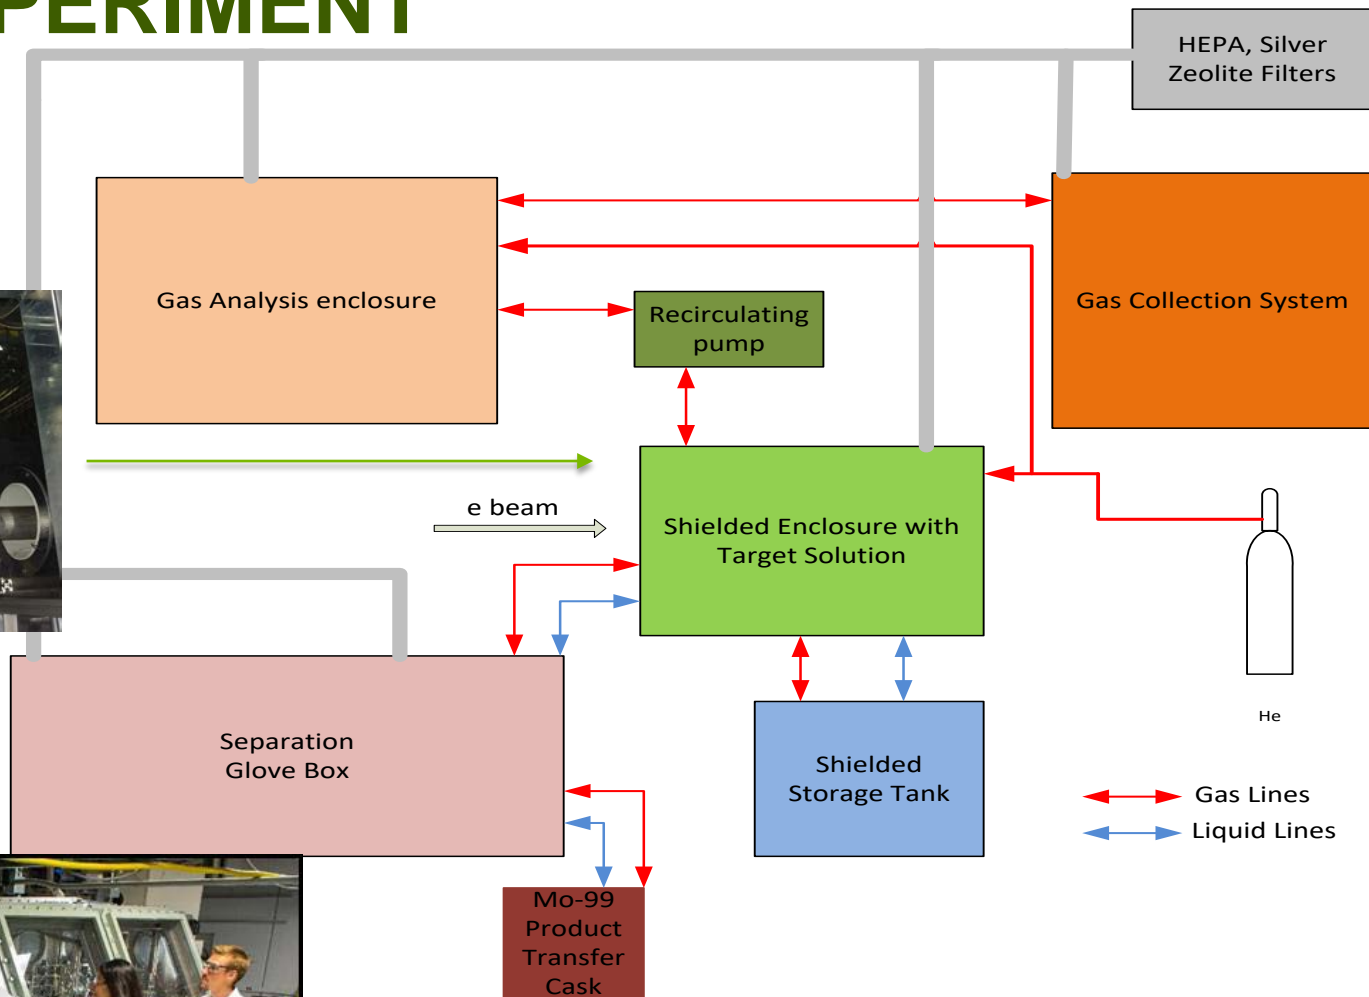 HEPA, Silver
Zeolite Filters
Gas Analysis enclosure
Recirculating
pump
Gas Collection System
e beam
Shielded Enclosure with
Target Solution
He
Separation
Glove Box
Shielded
Storage Tank
Gas Lines
Liquid Lines
Mo-99
Product
Transfer
Cask